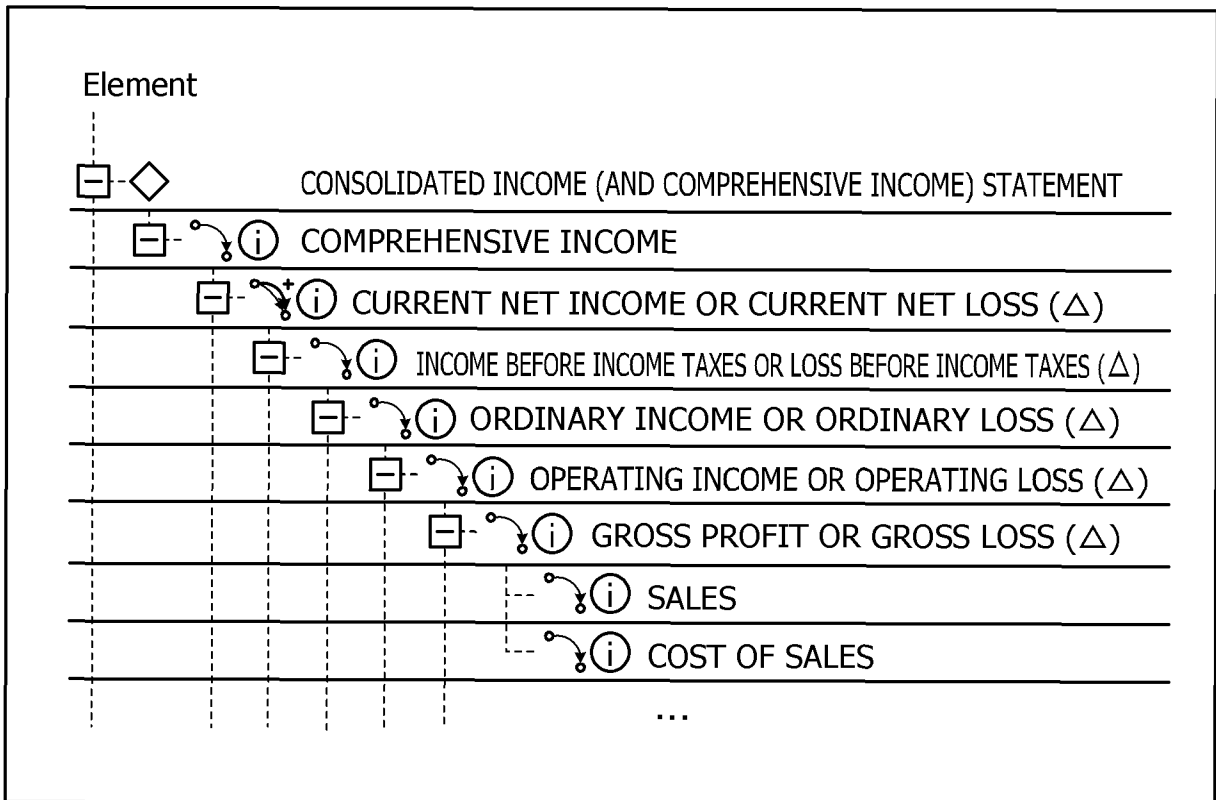 Element
CONSOLIDATED INCOME (AND COMPREHENSIVE INCOME) STATEMENT
i COMPREHENSIVE INCOME
+ i CURRENT NET INCOME OR CURRENT NET LOSS (△)
i INCOME BEFORE INCOME TAXES OR LOSS BEFORE INCOME TAXES (△)
i ORDINARY INCOME OR ORDINARY LOSS (△)
i OPERATING INCOME OR OPERATING LOSS (△)
i GROSS PROFIT OR GROSS LOSS (△)
i SALES
i COST OF SALES
...